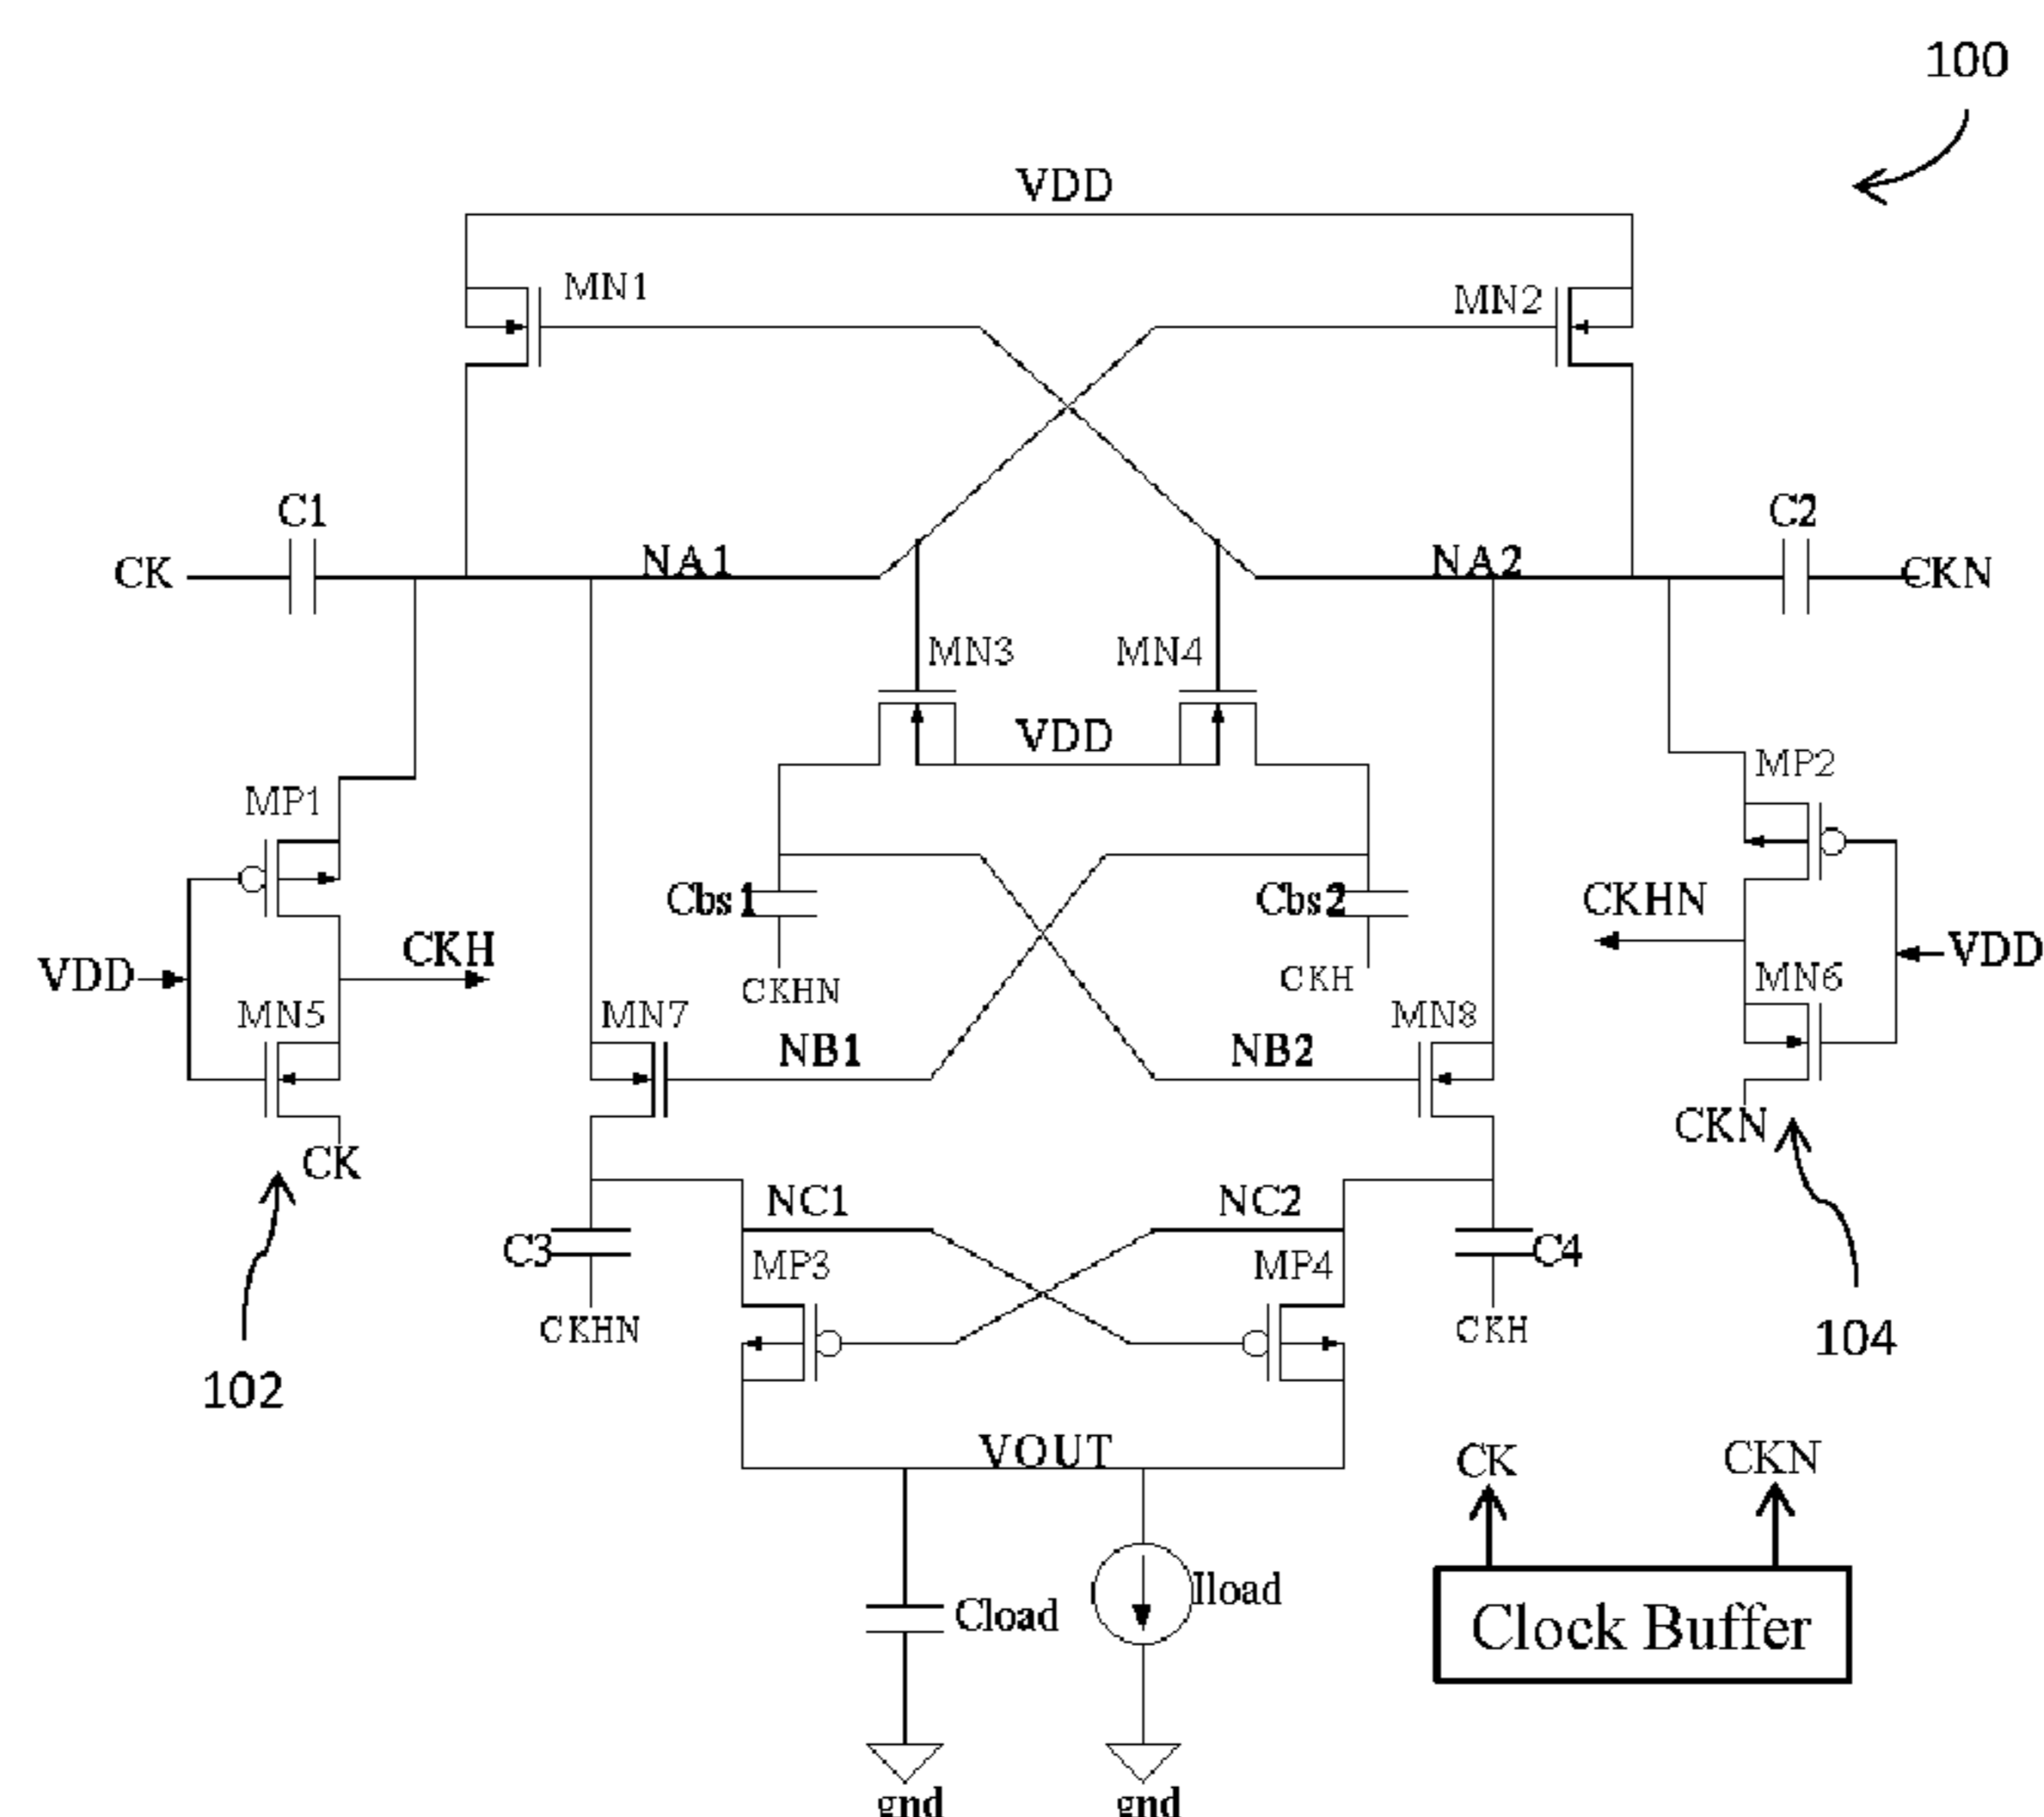 100
VDD
MN1
MN2
C1
C2
CK
NA1
NA2
CKN
MN3
MN4
VDD
MP2
MP1
Cbs1
Cbs2
CKHN
CKH
VDD
VDD
CKHN
CKH
MN6
MN5
MN7
MN8
NB1
NB2
CK
CKN
NC1
NC2
C3
C4
MP3
MP4
CKHN
CKH
104
102
VOUT
CK
CKN
Iload
Cload
Clock Buffer
gnd
gnd